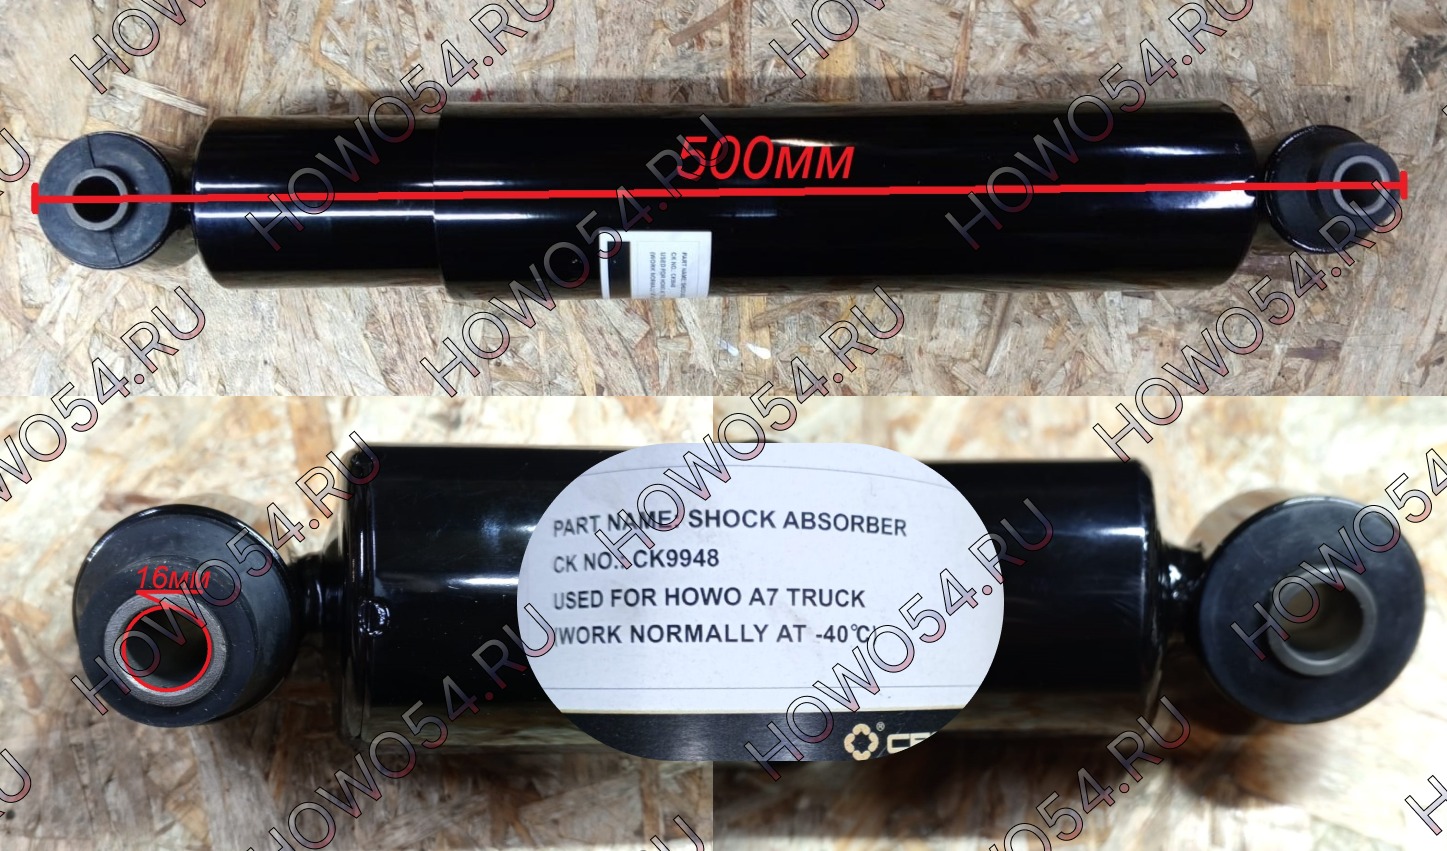 500мм
PART NAME: SHOCK ABSORBER
CK NO.: CK9948
USED FOR HOWO A7 TRUCK
(WORK NORMALLY AT -40°C)
16мм
HOWO54.RU